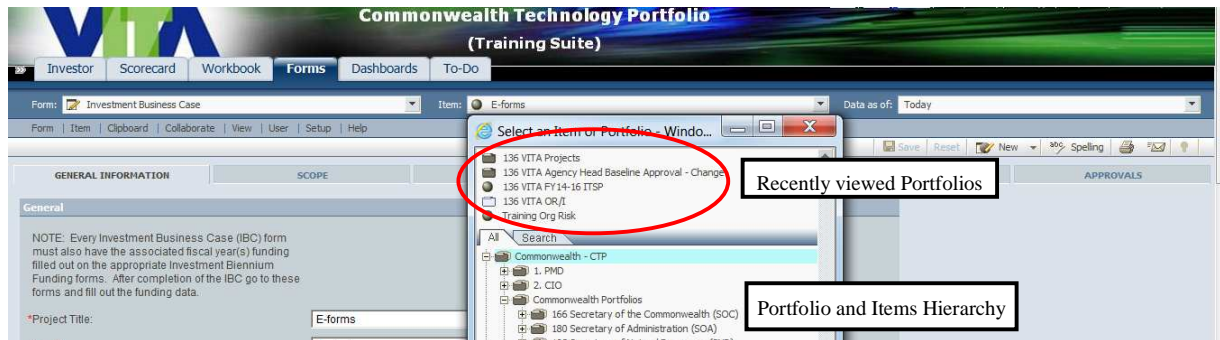 VITA
Commonwealth Technology Portfolio
(Training Suite)
Investor Scorecard Workbook Forms Dashboards To-Do
Form: Investment Business Case Item: E-forms Data as of: Today
Form | Item | Clipboard | Collaborate | View | User | Setup | Help
Select an Item or Portfolio - Windo...
Save Reset New Spelling
136 VITA Projects
136 VITA Agency Head Baseline Approval - Change
136 VITA FY14-16 ITSP
136 VITA OR/I
Training Org Risk
Recently viewed Portfolios
GENERAL INFORMATION SCOPE APPROVALS
General
NOTE: Every Investment Business Case (IBC) form
must also have the associated fiscal year(s) funding
filled out on the appropriate Investment Biennium
Funding forms. After completion of the IBC go to these
forms and fill out the funding data.
*Project Title: E-forms
All Search
Commonwealth - CTP
1. PMD
2. CIO
Commonwealth Portfolios
166 Secretary of the Commonwealth (SOC)
180 Secretary of Administration (SOA)
Portfolio and Items Hierarchy